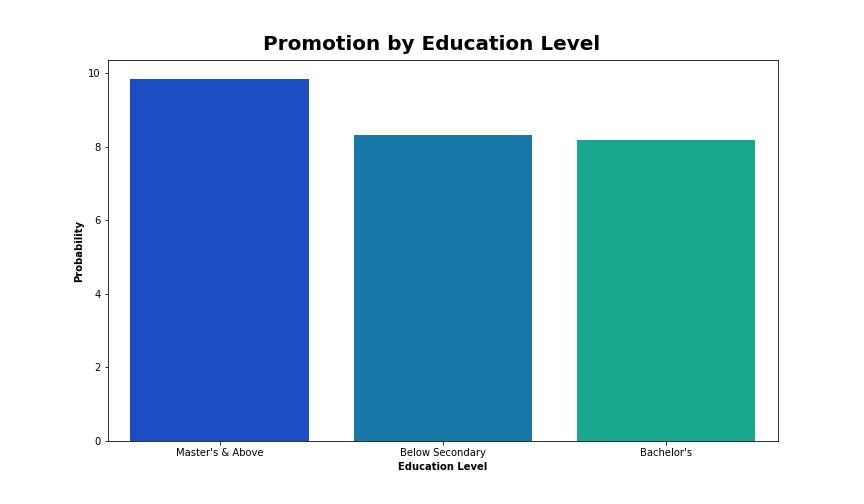 Promotion by Education Level
Probability
10
8
6
4
2
0
Master's & Above
Below Secondary
Bachelor's
Education Level